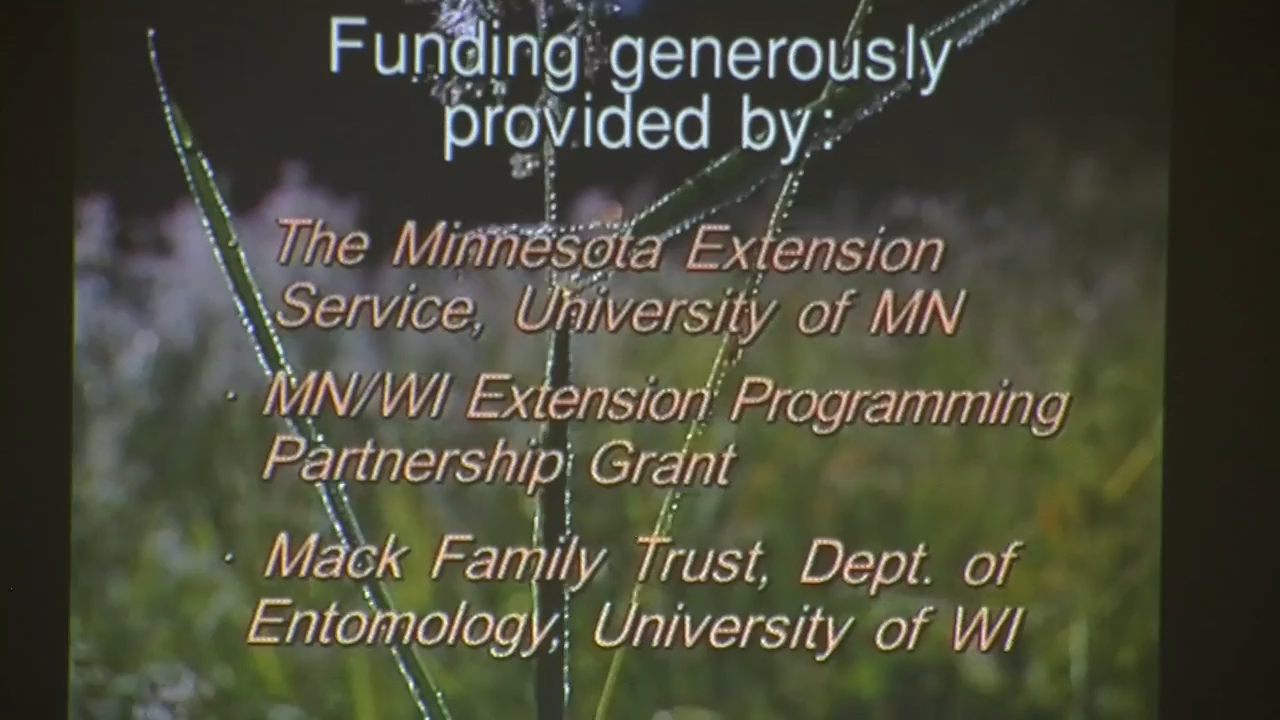 Funding generously
provided by:
The Minnesota Extension
Service, University of MN
· MN/WI Extension Programming
Partnership Grant
· Mack Family Trust, Dept. of
Entomology, University of WI